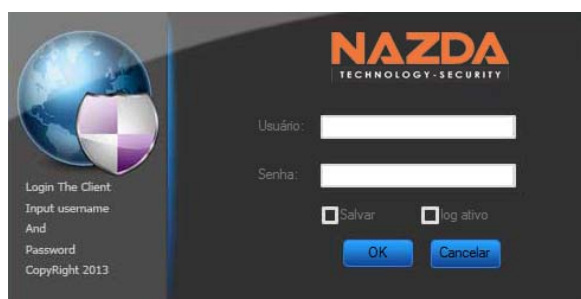 NAZDA
TECHNOLOGY-SECURITY
Usuário:
Senha:
Salvar
log ativo
OK
Cancelar
Login The Client
Input username
And
Password
CopyRight 2013